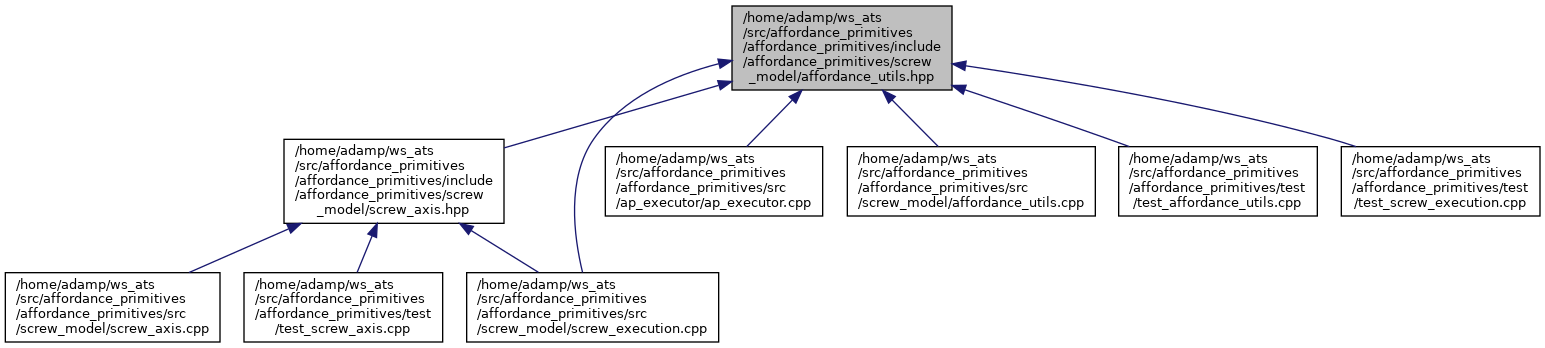 /home/adamp/ws_ats
/src/affordance_primitives
/affordance_primitives/include
/affordance_primitives/screw
_model/affordance_utils.hpp
/home/adamp/ws_ats
/src/affordance_primitives
/affordance_primitives/include
/affordance_primitives/screw
_model/screw_axis.hpp
/home/adamp/ws_ats
/src/affordance_primitives
/affordance_primitives/src
/ap_executor/ap_executor.cpp
/home/adamp/ws_ats
/src/affordance_primitives
/affordance_primitives/src
/screw_model/affordance_utils.cpp
/home/adamp/ws_ats
/src/affordance_primitives
/affordance_primitives/test
/test_affordance_utils.cpp
/home/adamp/ws_ats
/src/affordance_primitives
/affordance_primitives/test
/test_screw_execution.cpp
/home/adamp/ws_ats
/src/affordance_primitives
/affordance_primitives/src
/screw_model/screw_axis.cpp
/home/adamp/ws_ats
/src/affordance_primitives
/affordance_primitives/test
/test_screw_axis.cpp
/home/adamp/ws_ats
/src/affordance_primitives
/affordance_primitives/src
/screw_model/screw_execution.cpp